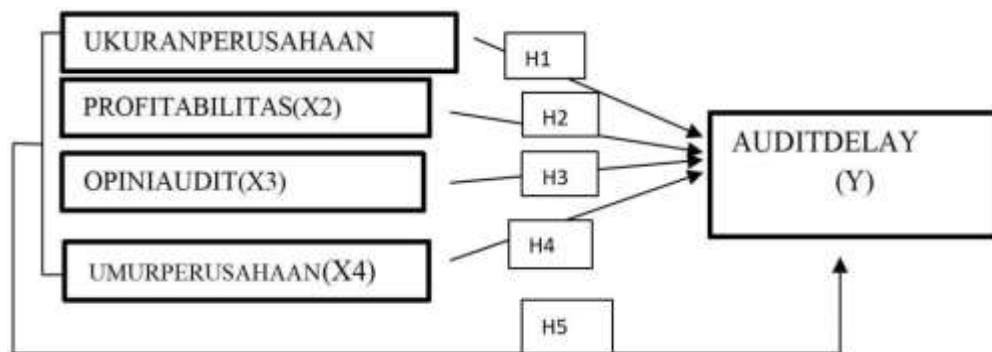 UKURANPERUSAHAAN
H1
PROFITABILITAS(X2)
H2
AUDITDELAY
(Y)
OPINIAUDIT(X3)
H3
H4
UMURPERUSAHAAN(X4)
H5